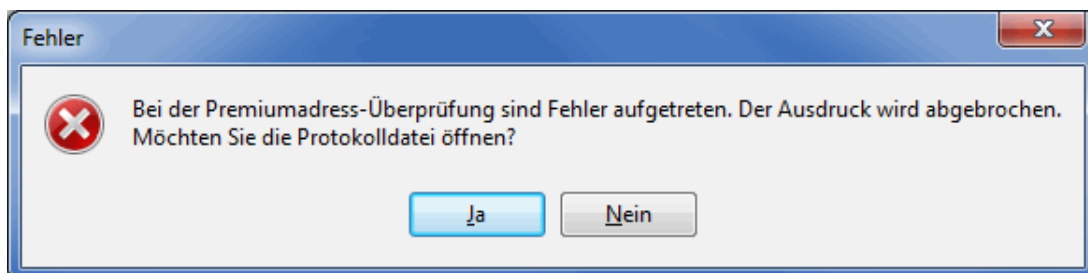 Fehler
Bei der Premiumadress-Überprüfung sind Fehler aufgetreten. Der Ausdruck wird abgebrochen.
Möchten Sie die Protokolldatei öffnen?
Ja
Nein